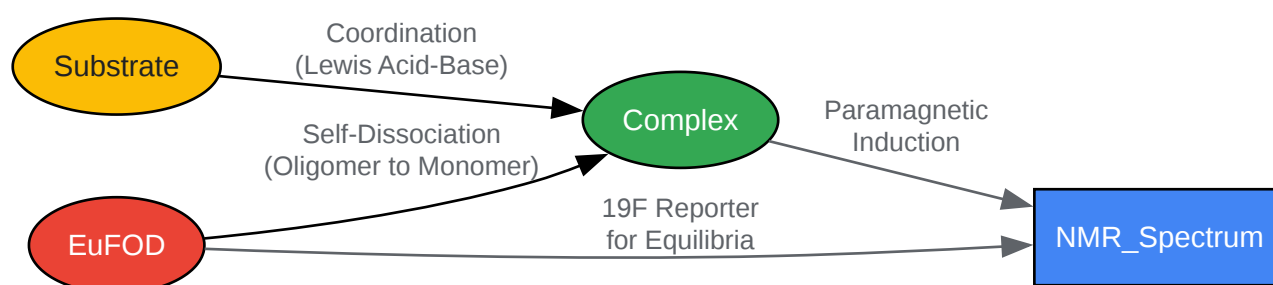 Substrate
Coordination
(Lewis Acid-Base)
Complex
Paramagnetic
Induction
Self-Dissociation
(Oligomer to Monomer)
EuFOD
19F Reporter
for Equilibria
NMR_Spectrum